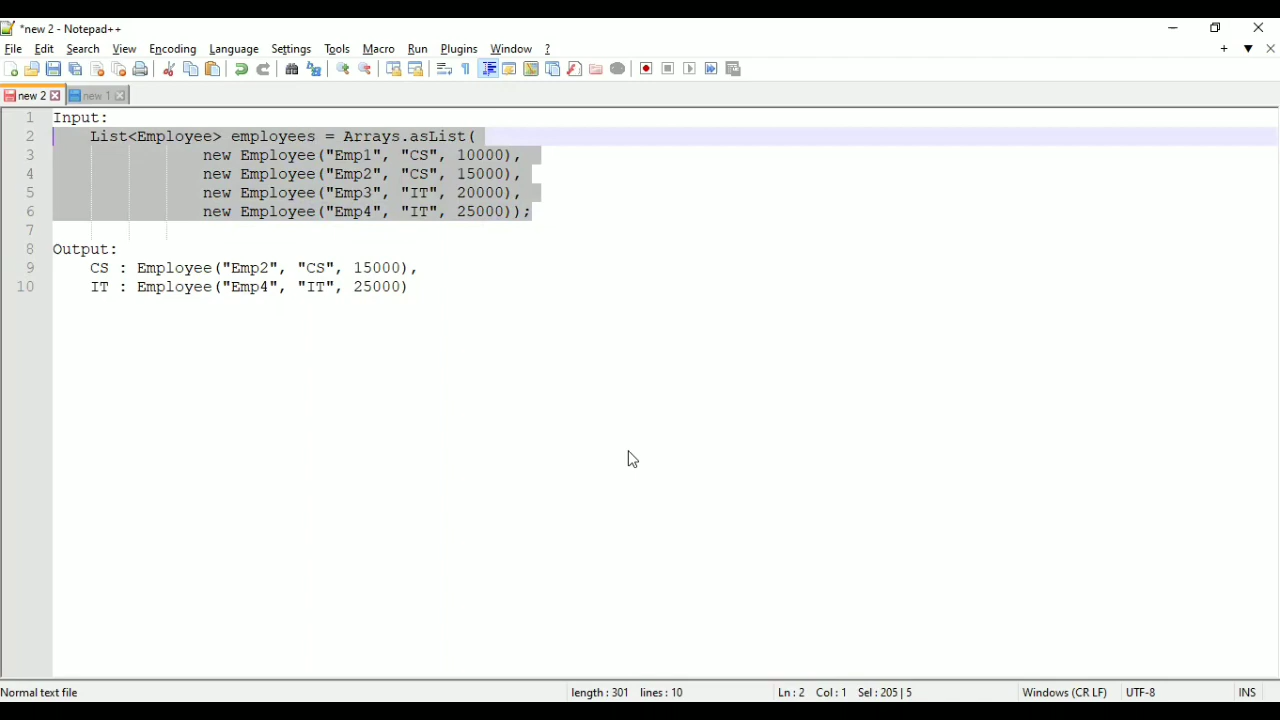 *new 2 - Notepad++
File Edit Search View Encoding Language Settings Tools Macro Run Plugins Window ?
new 2 new 1
1 Input:
2 List<Employee> employees = Arrays.asList(
3 new Employee("Emp1", "CS", 10000),
4 new Employee("Emp2", "CS", 15000),
5 new Employee("Emp3", "IT", 20000),
6 new Employee("Emp4", "IT", 25000));
7
8 Output:
9 CS : Employee("Emp2", "CS", 15000),
10 IT : Employee("Emp4", "IT", 25000)
Normal text file length : 301 lines : 10 Ln : 2 Col : 1 Sel : 205 | 5 Windows (CR LF) UTF-8 INS